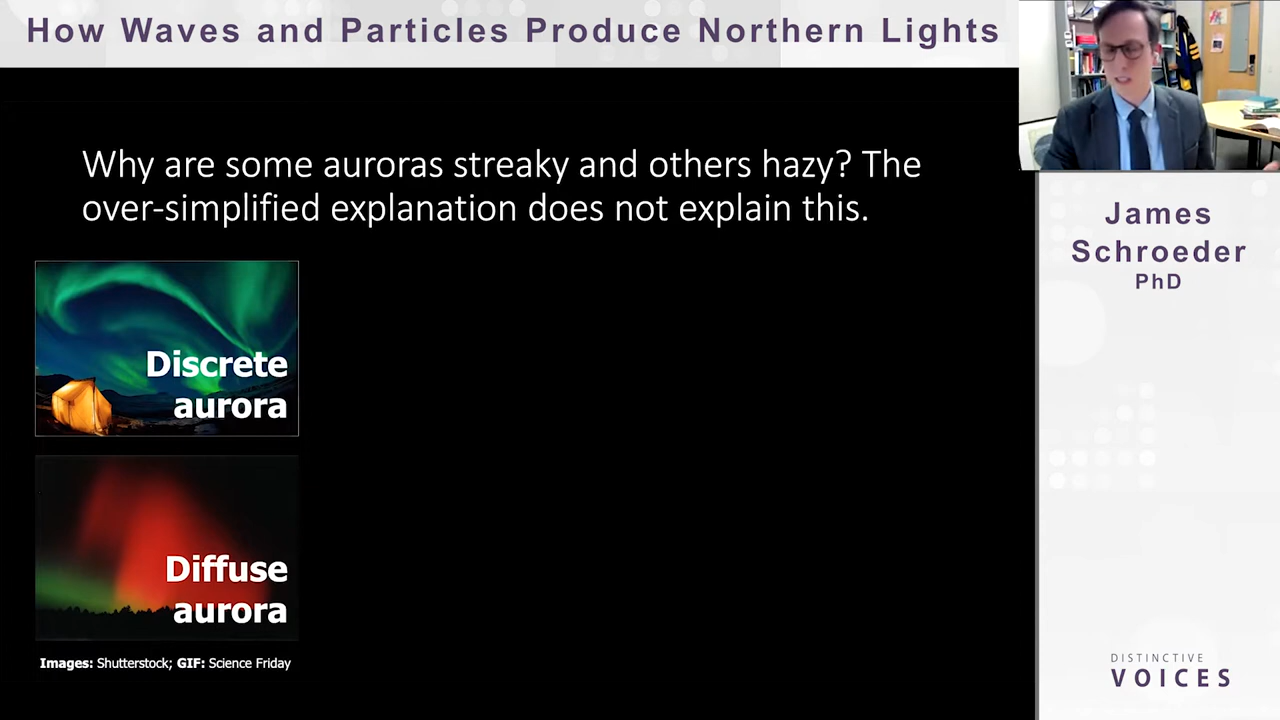 How Waves and Particles Produce Northern Lights
Why are some auroras streaky and others hazy? The
over-simplified explanation does not explain this.
Discrete
aurora
Diffuse
aurora
Images: Shutterstock; GIF: Science Friday
James
Schroeder
PhD
DISTINCTIVE
VOICES